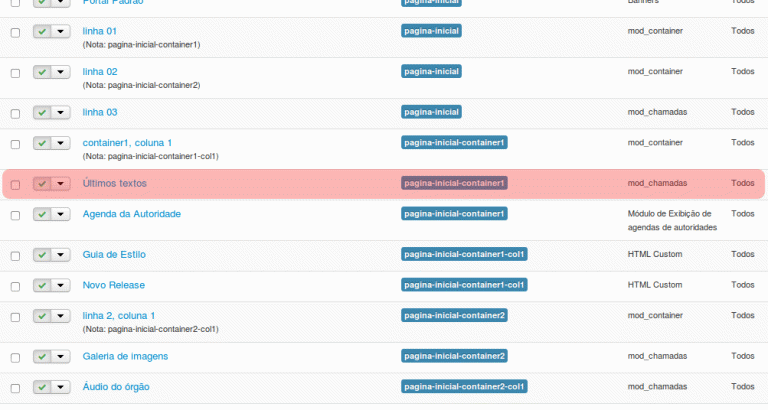 Portal Padrão pagina-inicial Banners Todos
linha 01 pagina-inicial mod_container Todos
(Nota: pagina-inicial-container1)
linha 02 pagina-inicial mod_container Todos
(Nota: pagina-inicial-container2)
linha 03 pagina-inicial mod_chamadas Todos
container1, coluna 1 pagina-inicial-container1 mod_container Todos
(Nota: pagina-inicial-container1-col1)
Últimos textos pagina-inicial-container1 mod_chamadas Todos
Agenda da Autoridade pagina-inicial-container1 Módulo de Exibição de Todos
agendas de autoridades
Guia de Estilo pagina-inicial-container1-col1 HTML Custom Todos
Novo Release pagina-inicial-container1-col1 HTML Custom Todos
linha 2, coluna 1 pagina-inicial-container2 mod_container Todos
(Nota: pagina-inicial-container2-col1)
Galeria de imagens pagina-inicial-container2 mod_chamadas Todos
Áudio do órgão pagina-inicial-container2-col1 mod_chamadas Todos